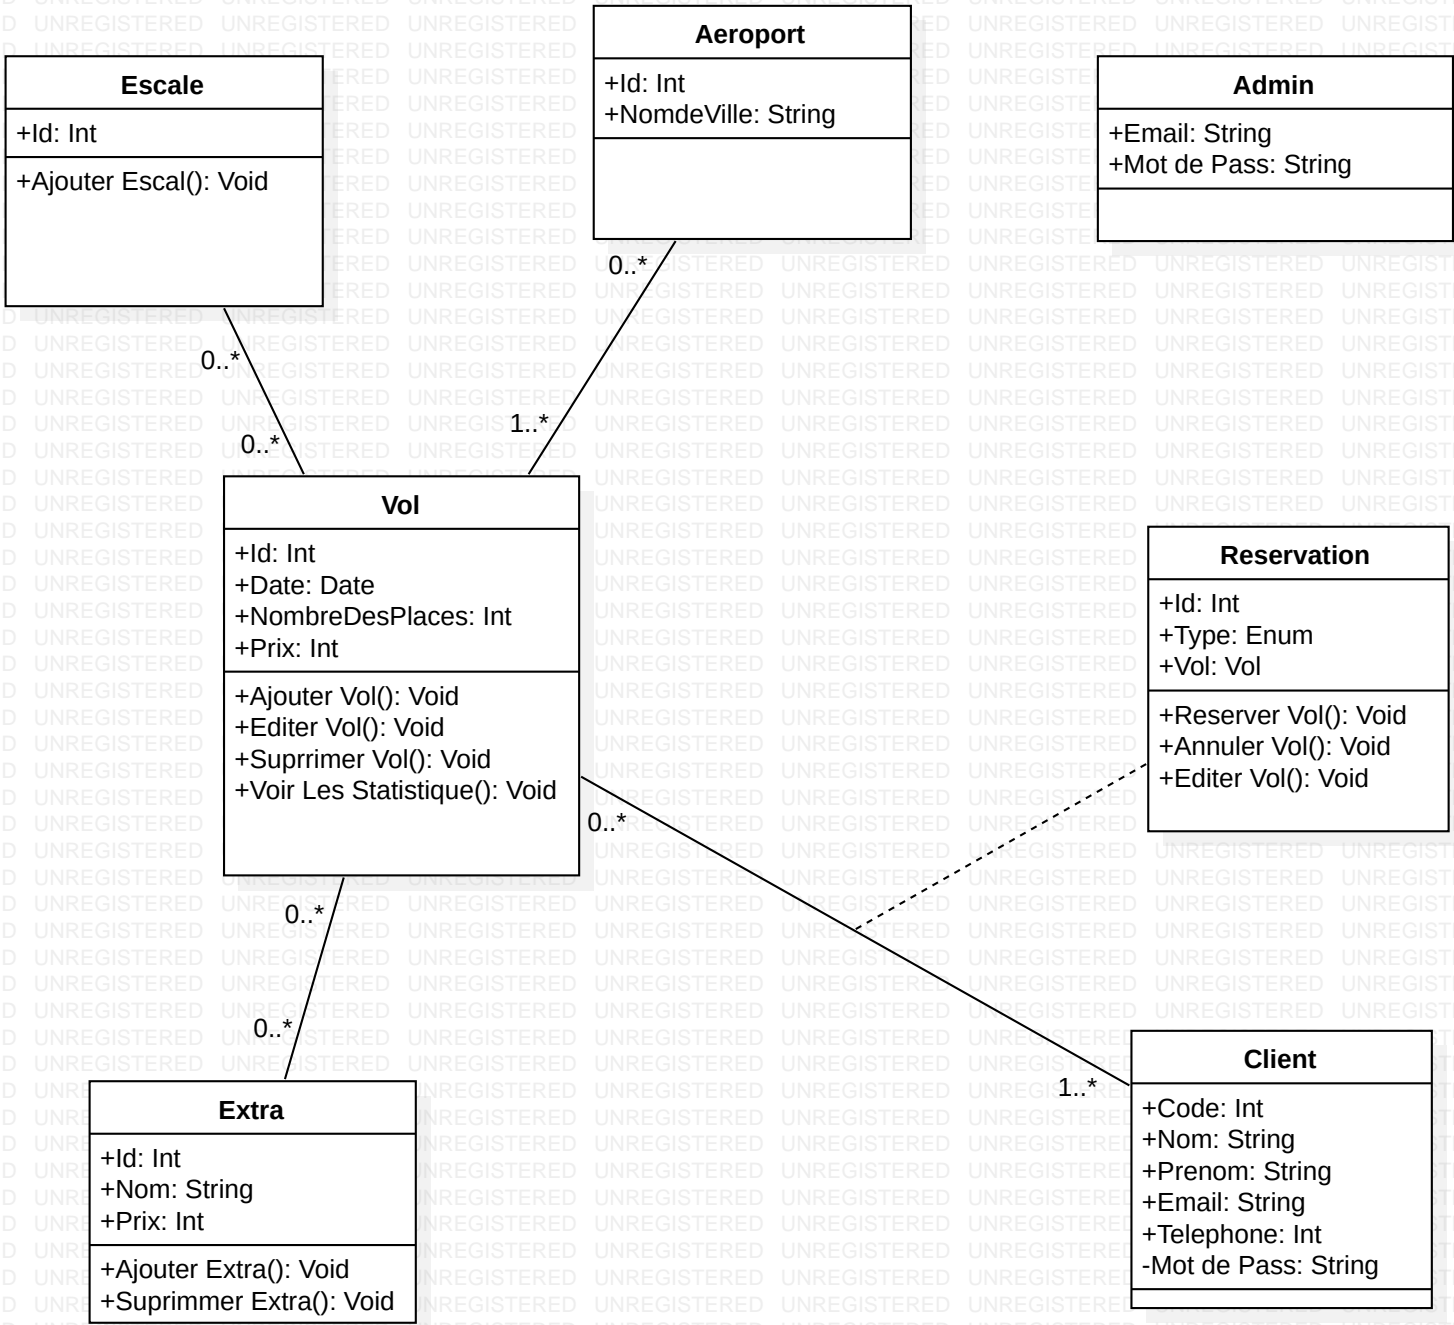 Escale
+Id: Int
+Ajouter Escal(): Void
Aeroport
+Id: Int
+NomdeVille: String
Admin
+Email: String
+Mot de Pass: String
0..*
0..*
0..*
1..*
Vol
+Id: Int
+Date: Date
+NombreDesPlaces: Int
+Prix: Int
+Ajouter Vol(): Void
+Editer Vol(): Void
+Suprrimer Vol(): Void
+Voir Les Statistique(): Void
Reservation
+Id: Int
+Type: Enum
+Vol: Vol
+Reserver Vol(): Void
+Annuler Vol(): Void
+Editer Vol(): Void
0..*
1..*
0..*
0..*
Extra
+Id: Int
+Nom: String
+Prix: Int
+Ajouter Extra(): Void
+Suprimmer Extra(): Void
Client
+Code: Int
+Nom: String
+Prenom: String
+Email: String
+Telephone: Int
-Mot de Pass: String
UNREGISTERED